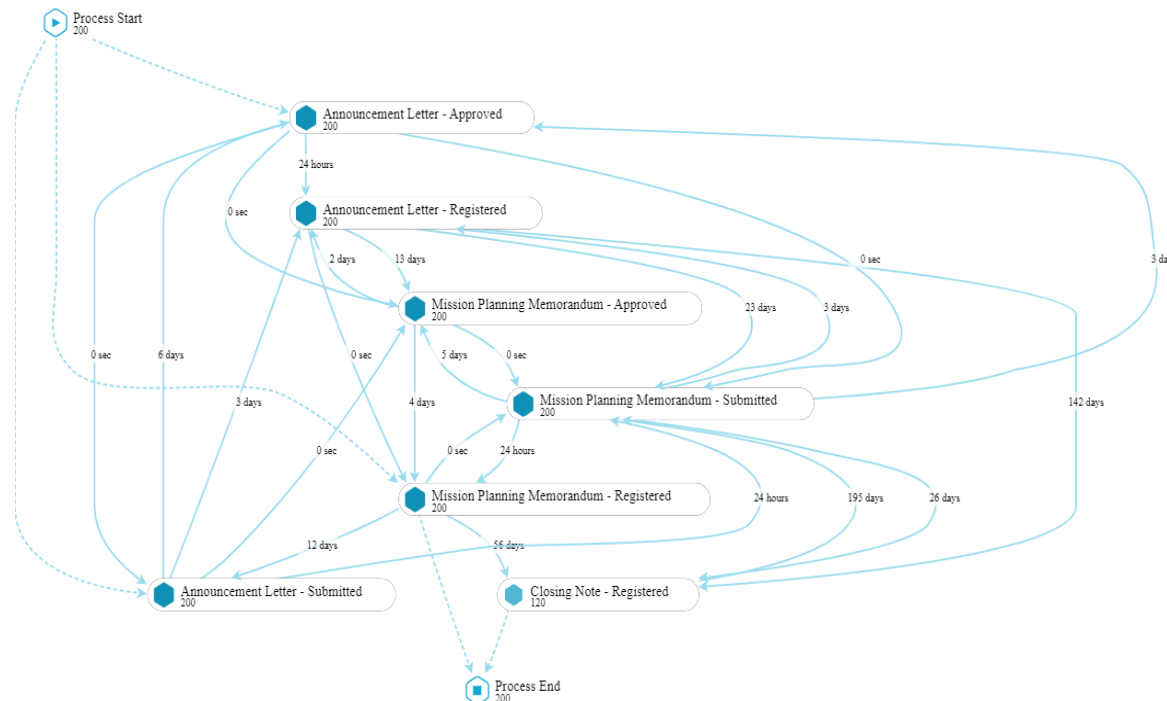 Process Start
200
Announcement Letter - Approved
200
24 hours
Announcement Letter - Registered
200
0 sec
2 days
13 days
0 sec
3 da
Mission Planning Memorandum - Approved
200
23 days
3 days
0 sec
6 days
0 sec
5 days
0 sec
Mission Planning Memorandum - Submitted
200
3 days
4 days
142 days
0 sec
0 sec
24 hours
Mission Planning Memorandum - Registered
200
24 hours
195 days
26 days
12 days
56 days
Announcement Letter - Submitted
200
Closing Note - Registered
120
Process End
200